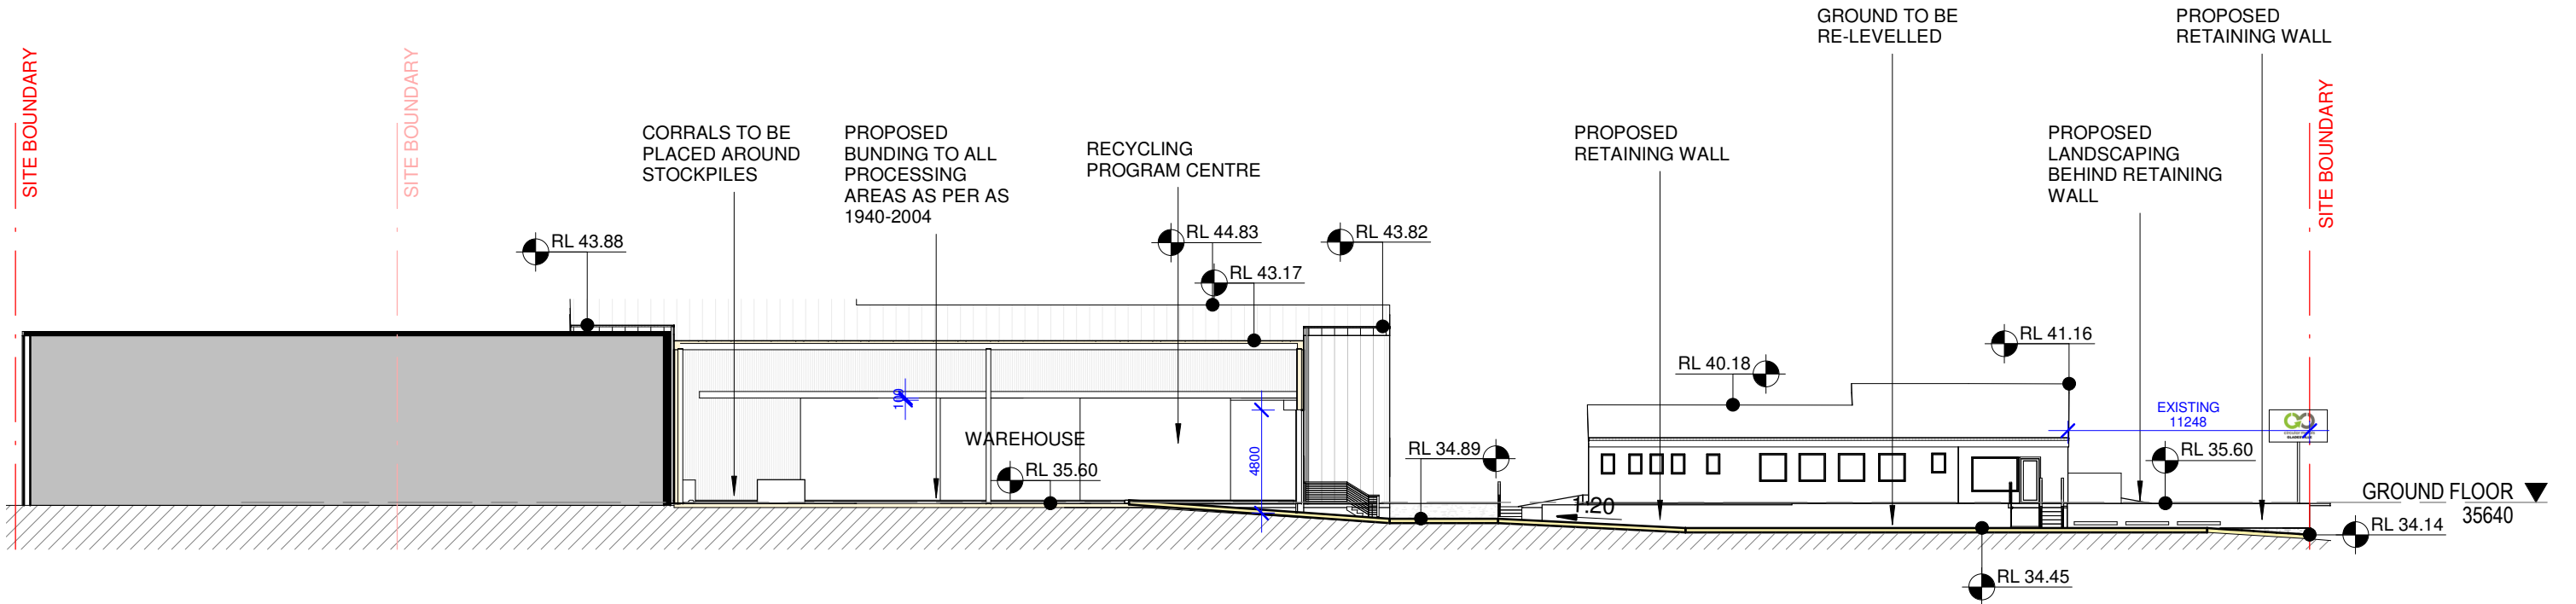 GROUND TO BE
RE-LEVELLED
PROPOSED
RETAINING WALL
SITE BOUNDARY
SITE BOUNDARY
SITE BOUNDARY
CORRALS TO BE
PLACED AROUND
STOCKPILES
PROPOSED
BUNDING TO ALL
PROCESSING
AREAS AS PER AS
1940-2004
RECYCLING
PROGRAM CENTRE
PROPOSED
RETAINING WALL
PROPOSED
LANDSCAPING
BEHIND RETAINING
WALL
RL 43.88
RL 44.83
RL 43.17
RL 43.82
RL 40.18
RL 41.16
EXISTING
11248
100
WAREHOUSE
RL 35.60
4800
RL 34.89
1:20
RL 35.60
GROUND FLOOR
35640
RL 34.14
RL 34.45